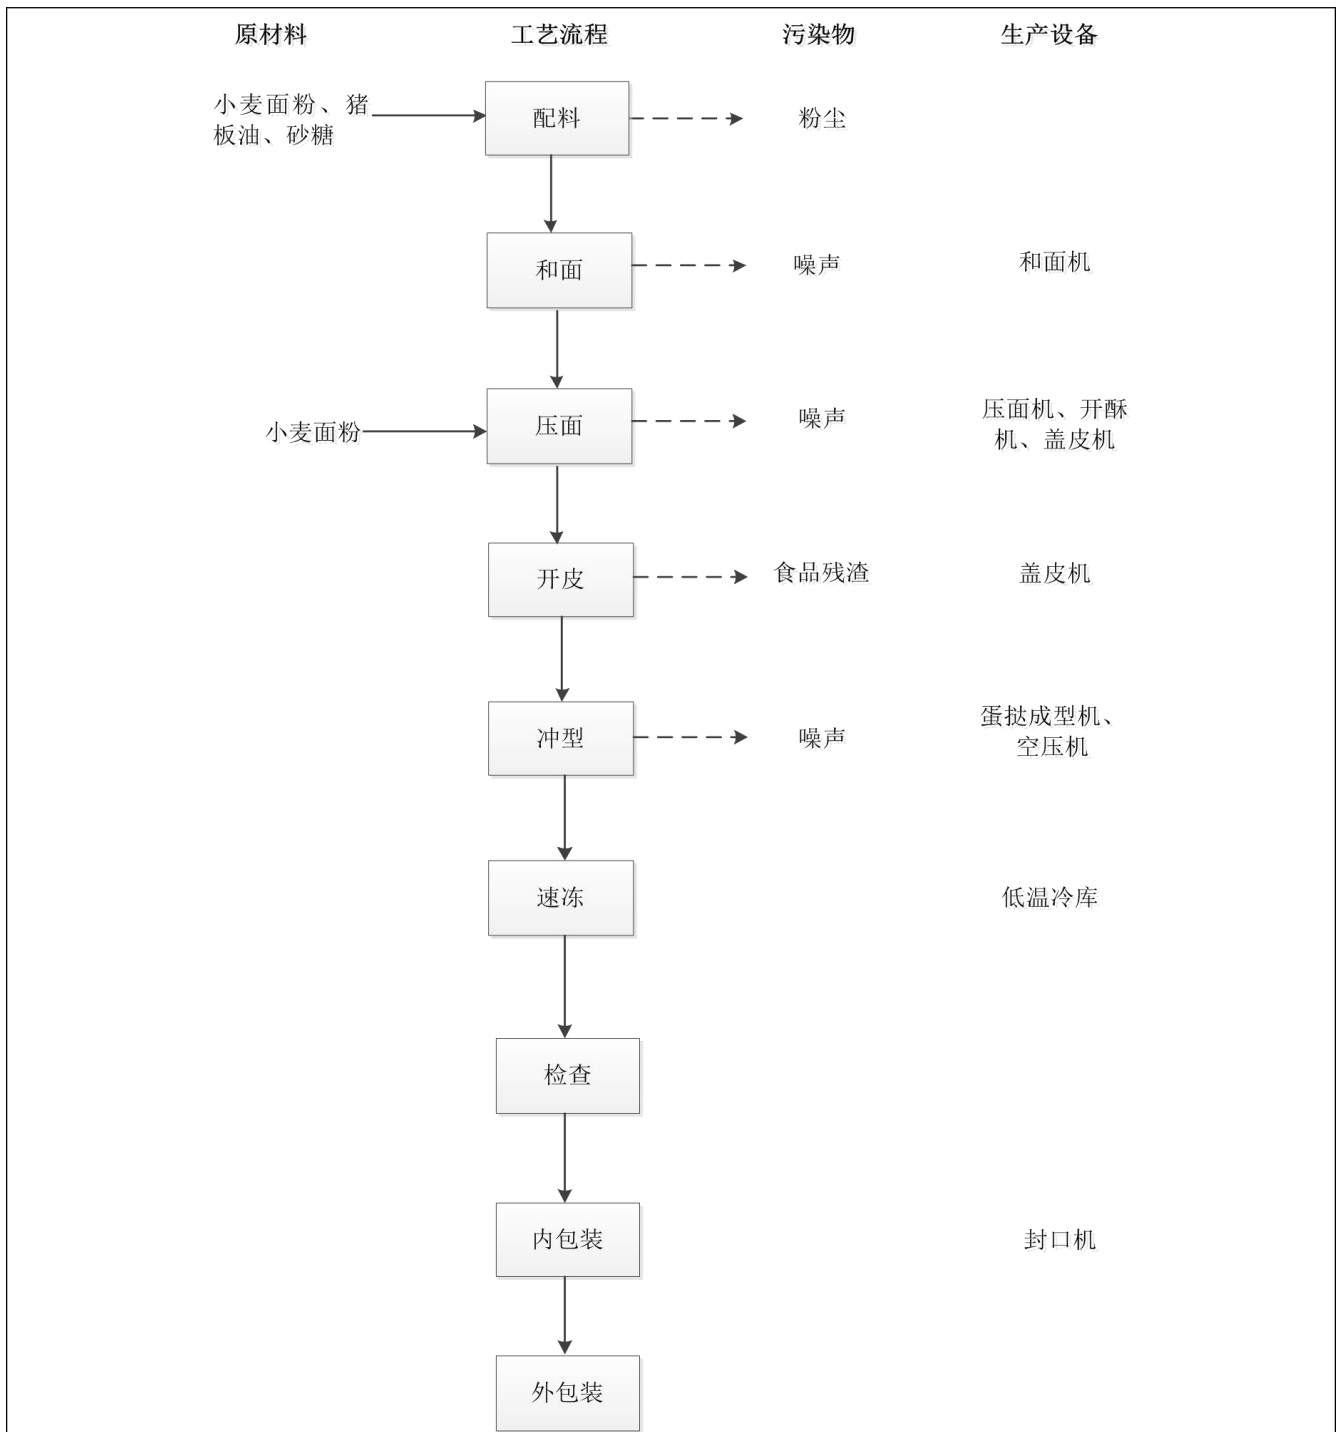 原材料 工艺流程 污染物 生产设备
小麦面粉、猪
板油、砂糖
配料
粉尘
和面
噪声
和面机
小麦面粉
压面
噪声
压面机、开酥
机、盖皮机
开皮
食品残渣
盖皮机
冲型
噪声
蛋挞成型机、
空压机
速冻
低温冷库
检查
内包装
封口机
外包装